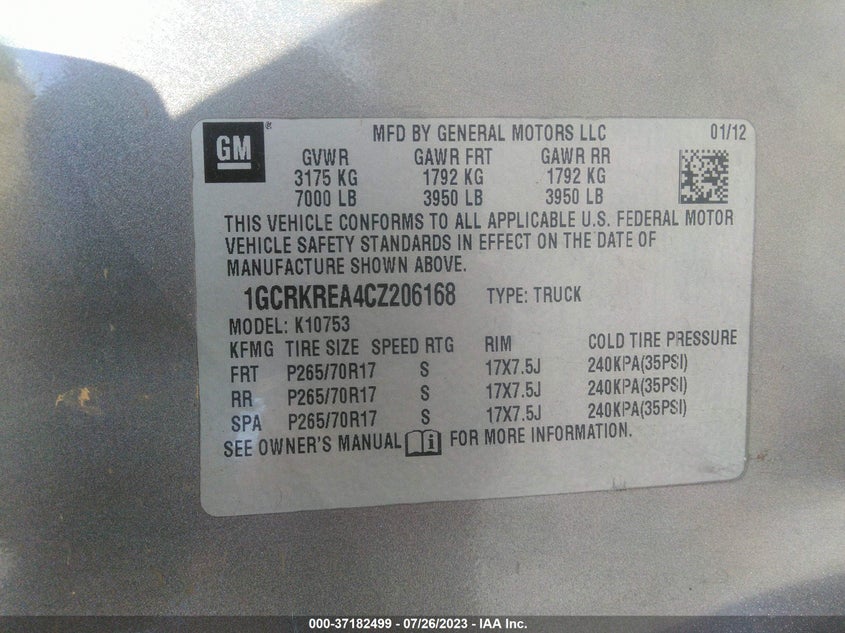 GM ® MFD BY GENERAL MOTORS LLC 01/12
GVWR GAWR FRT GAWR RR
3175 KG 1792 KG 1792 KG
7000 LB 3950 LB 3950 LB
THIS VEHICLE CONFORMS TO ALL APPLICABLE U.S. FEDERAL MOTOR
VEHICLE SAFETY STANDARDS IN EFFECT ON THE DATE OF
MANUFACTURE SHOWN ABOVE.
1GCRKREA4CZ206168 TYPE: TRUCK
MODEL: K10753
KFMG TIRE SIZE SPEED RTG RIM COLD TIRE PRESSURE
FRT P265/70R17 S 17X7.5J 240KPA(35PSI)
RR P265/70R17 S 17X7.5J 240KPA(35PSI)
SPA P265/70R17 S 17X7.5J 240KPA(35PSI)
SEE OWNER'S MANUAL FOR MORE INFORMATION.
000-37182499 - 07/26/2023 - IAA Inc.